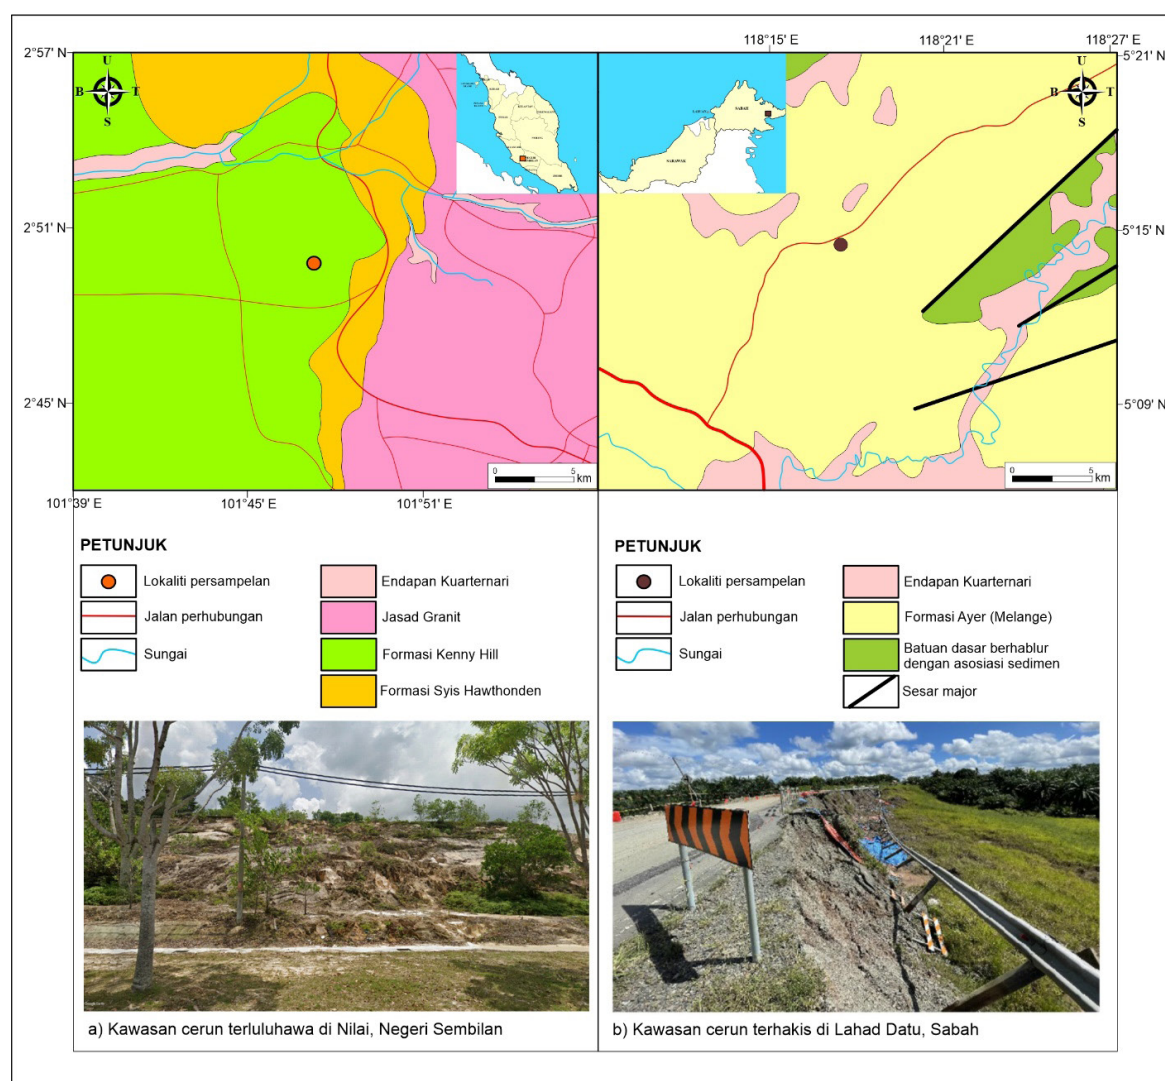 118°15' E
118°21' E
118°27' E
2°57' N
5°21' N
U
B T
S
U
B T
S
SABAH
SARAWAK
2°51' N
5°15' N
2°45' N
5°09' N
0 5
km
0 5
km
101°39' E
101°45' E
101°51' E
PETUNJUK
Lokaliti persampelan
Jalan perhubungan
Sungai
Endapan Kuarternari
Jasad Granit
Formasi Kenny Hill
Formasi Syis Hawthonden
PETUNJUK
Lokaliti persampelan
Jalan perhubungan
Sungai
Endapan Kuarternari
Formasi Ayer (Melange)
Batuan dasar berhablur
dengan asosiasi sedimen
Sesar major
a) Kawasan cerun terluluhawa di Nilai, Negeri Sembilan
b) Kawasan cerun terhakis di Lahad Datu, Sabah